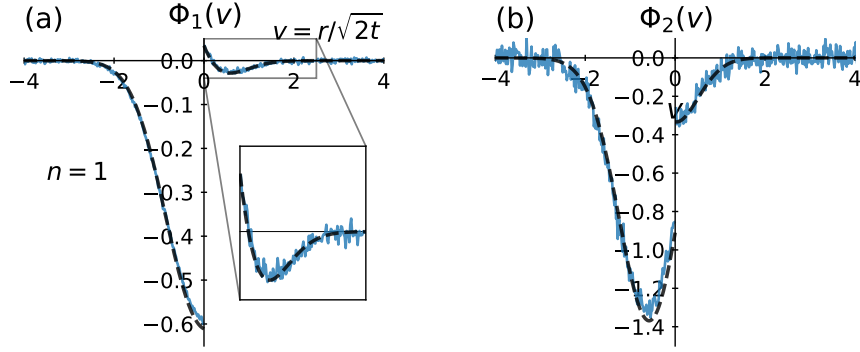 (a) Φ₁(v)
v = r/√2t
−4 −2 0 2 4
0.0
−0.1
−0.2
−0.3
−0.4
−0.5
−0.6
n = 1
(b) Φ₂(v)
−4 −2 0 2 4
v
0.0
−0.2
−0.4
−0.6
−0.8
−1.0
−1.2
−1.4